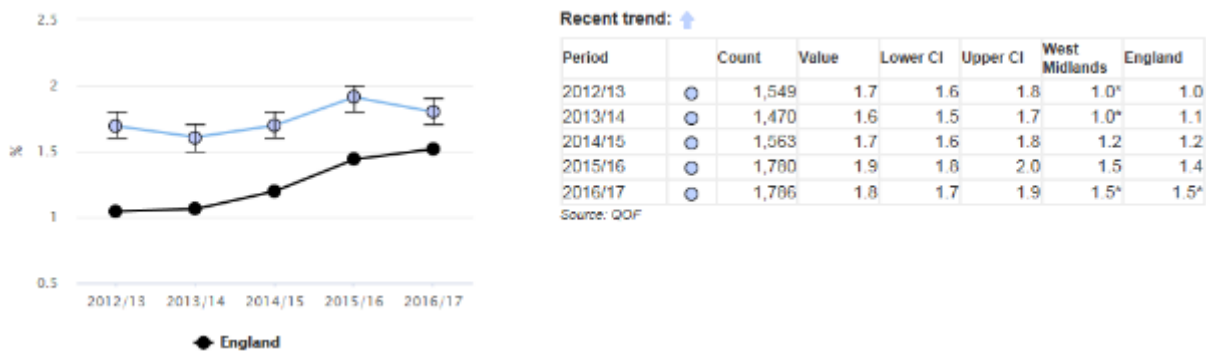 2.5
2
1.5
%
1
0.5
2012/13 2013/14 2014/15 2015/16 2016/17
England
Recent trend:
Period Count Value Lower CI Upper CI West Midlands England
2012/13 1,549 1.7 1.6 1.8 1.0* 1.0
2013/14 1,470 1.6 1.5 1.7 1.0* 1.1
2014/15 1,563 1.7 1.6 1.8 1.2 1.2
2015/16 1,780 1.9 1.8 2.0 1.5 1.4
2016/17 1,786 1.8 1.7 1.9 1.5* 1.5*
Source: QOF